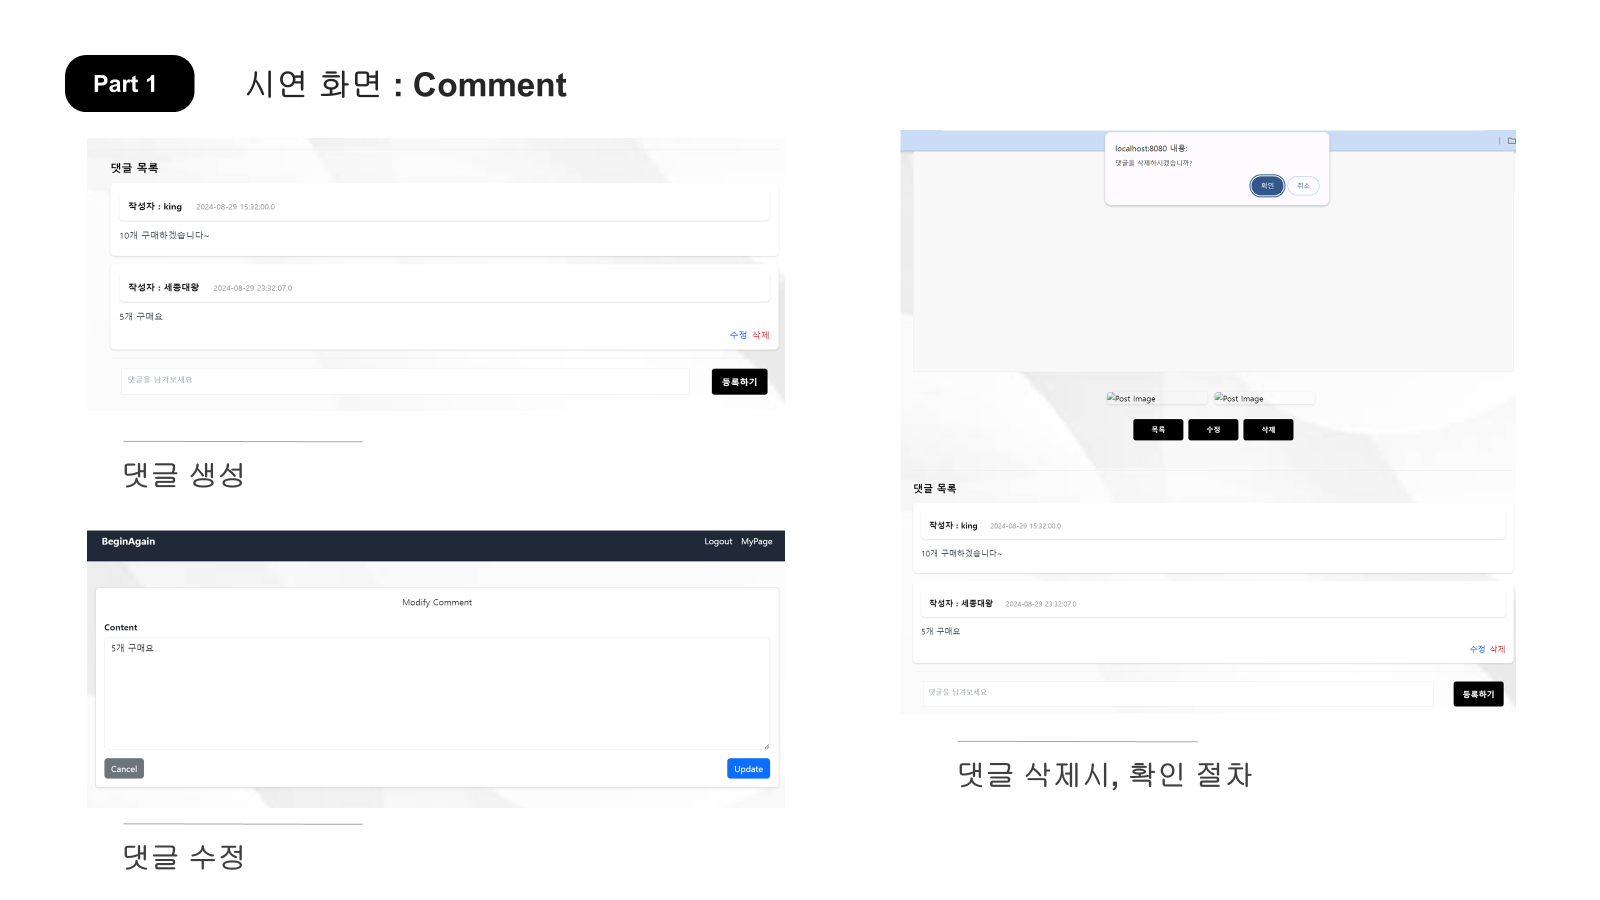 Part 1
시연 화면 : Comment
댓글 목록
작성자 : king 2024-08-29 15:32:00.0
10개 구매하겠습니다~
작성자 : 세종대왕 2024-08-29 23:32:07.0
5개 구매요
수정 삭제
댓글을 남겨보세요
등록하기
댓글 생성
BeginAgain
Logout MyPage
Modify Comment
Content
5개 구매요
Cancel
Update
댓글 수정
localhost:8080 내용:
댓글을 삭제하시겠습니까?
확인 취소
Post Image Post Image
목록 수정 삭제
댓글 목록
작성자 : king 2024-08-29 15:32:00.0
10개 구매하겠습니다~
작성자 : 세종대왕 2024-08-29 23:32:07.0
5개 구매요
수정 삭제
댓글을 남겨보세요
등록하기
댓글 삭제시, 확인 절차